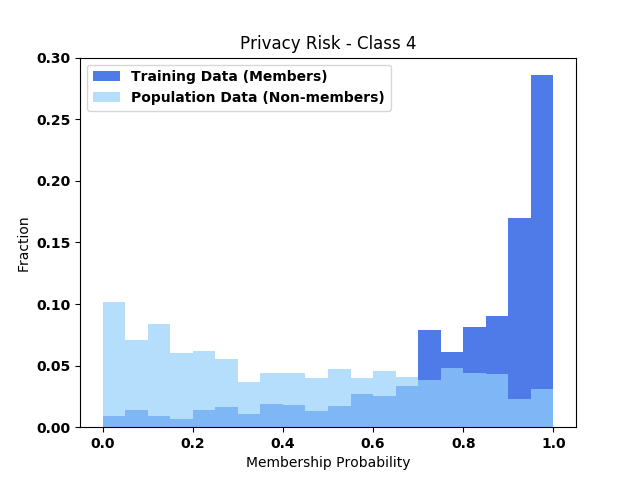 Privacy Risk - Class 4
Training Data (Members)
Population Data (Non-members)
0.30
0.25
0.20
0.15
0.10
0.05
0.00
Fraction
0.0 0.2 0.4 0.6 0.8 1.0
Membership Probability